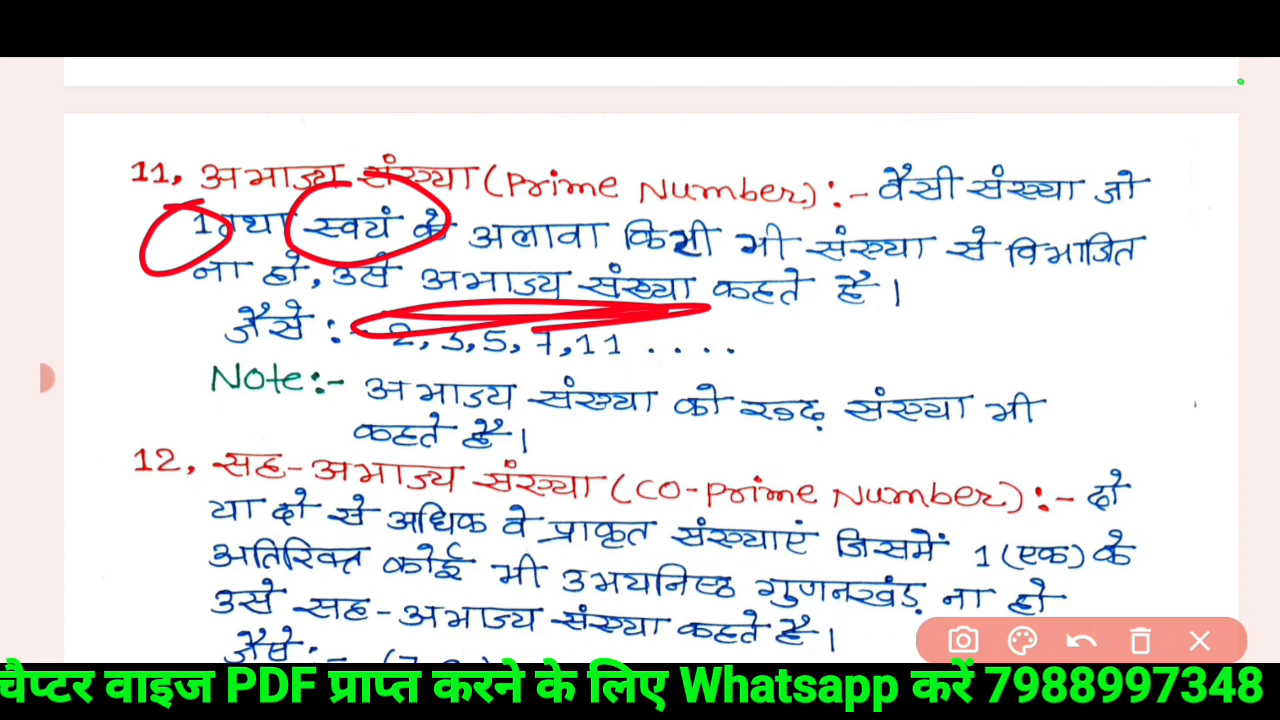 11, अभाज्य संख्या (Prime Number) :- वैसी संख्या जो
1 तथा स्वयं के अलावा किसी भी संख्या से विभाजित
ना हो, उसे अभाज्य संख्या कहते है।
जैसे :- 2, 3, 5, 7, 11 ....
Note:- अभाज्य संख्या को रूढ़ संख्या भी
कहते है।
12, सह-अभाज्य संख्या (CO-Prime Number) :- दो
या दो से अधिक वे प्राकृत संख्याएं जिसमें 1 (एक) के
अतिरिक्त कोई भी उभयनिष्ठ गुणनखंड़ ना हो
उसे सह-अभाज्य संख्या कहते है।
जैसे :-
चैप्टर वाइज PDF प्राप्त करने के लिए Whatsapp करें 7988997348